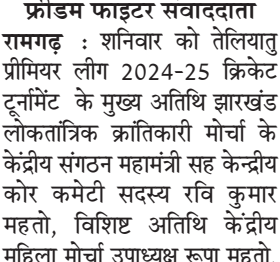 फ्रीडम फाइटर संवाददाता
रामगढ़ : शनिवार को तेलियातु
प्रीमियर लीग 2024-25 क्रिकेट
टूर्नामेंट के मुख्य अतिथि झारखंड
लोकतांत्रिक क्रांतिकारी मोर्चा के
केंद्रीय संगठन महामंत्री सह केन्द्रीय
कोर कमेटी सदस्य रवि कुमार
महतो, विशिष्ट अतिथि केंद्रीय
महिला मोर्चा उपाध्यक्ष रूपा महतो,